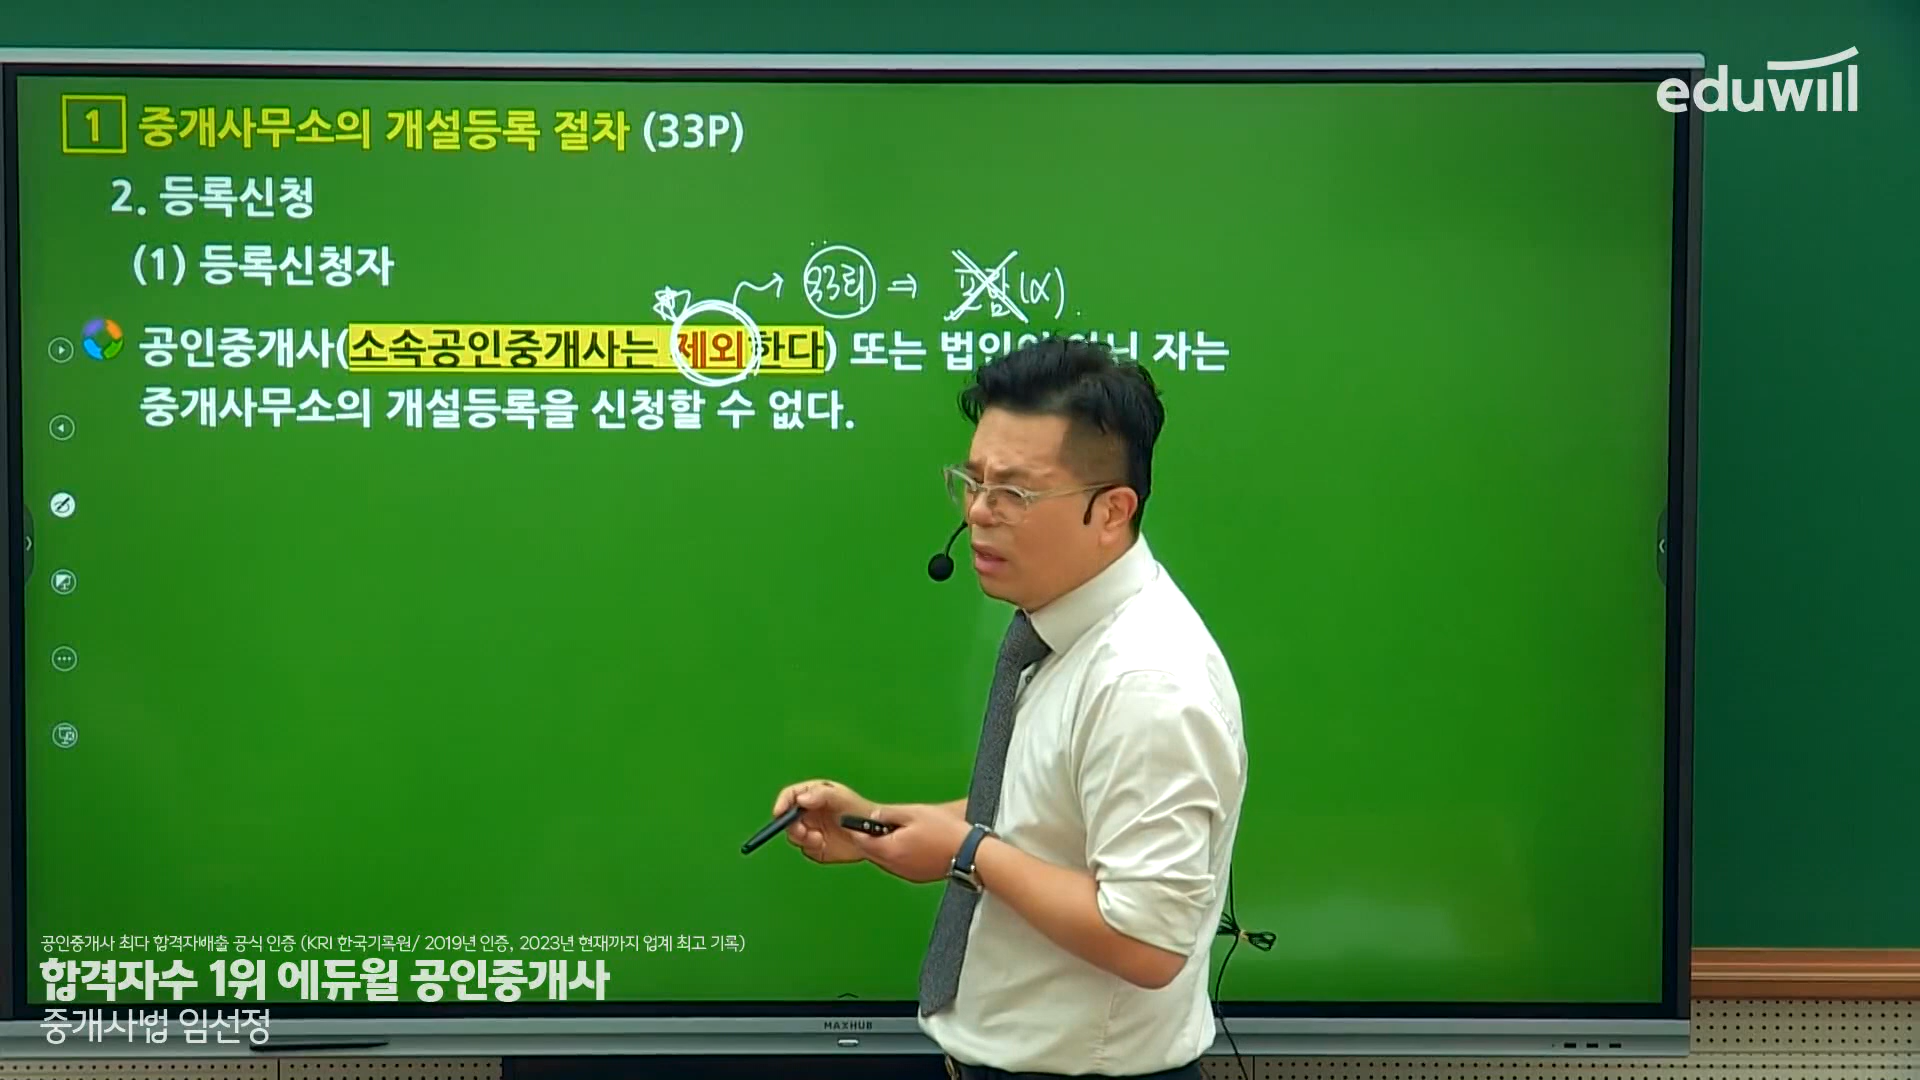 eduwill
1 중개사무소의 개설등록 절차 (33P)
2. 등록신청
(1) 등록신청자
33회 ⇒ 포함(X)
공인중개사(소속공인중개사는 제외한다) 또는 법인이 아닌 자는
중개사무소의 개설등록을 신청할 수 없다.
공인중개사 최다 합격자배출 공식 인증 (KRI 한국기록원/ 2019년 인증, 2023년 현재까지 업계 최고 기록)
합격자수 1위 에듀윌 공인중개사
중개사법 임선정
MAXHUB